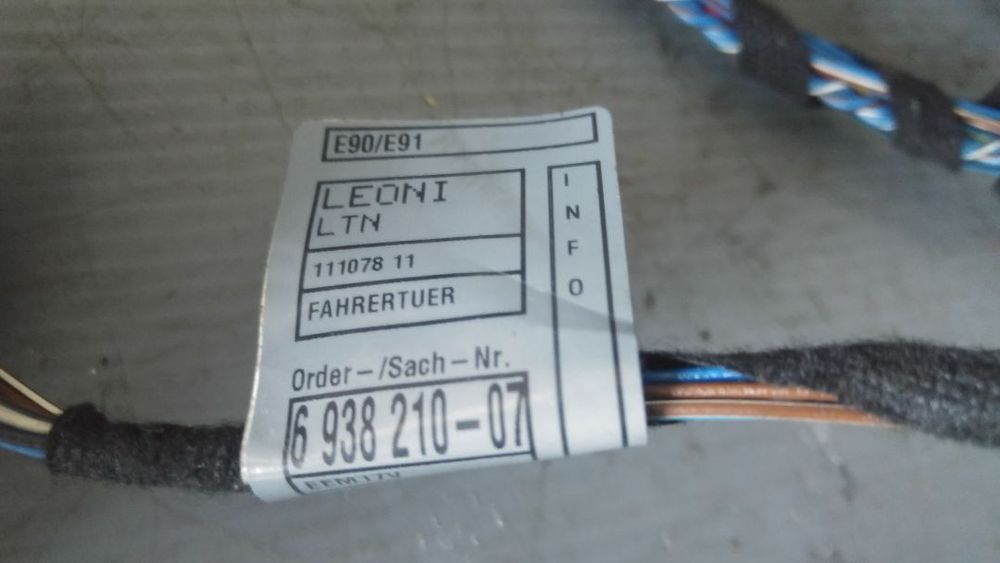 E90/E91
LEONI
LTN
111078 11
FAHRERTUER
INFO
Order-/Sach-Nr.
6 938 210-07